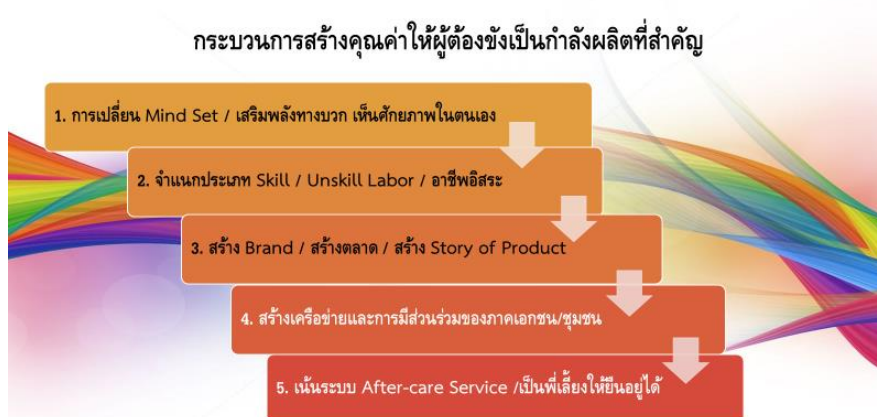 กระบวนการสร้างคุณค่าให้ผู้ต้องขังเป็นกำลังผลิตที่สำคัญ
1. การเปลี่ยน Mind Set / เสริมพลังทางบวก เห็นศักยภาพในตนเอง
2. จำแนกประเภท Skill / Unskill Labor / อาชีพอิสระ
3. สร้าง Brand / สร้างตลาด / สร้าง Story of Product
4. สร้างเครือข่ายและการมีส่วนร่วมของภาคเอกชน/ชุมชน
5. เน้นระบบ After-care Service /เป็นพี่เลี้ยงให้ยืนอยู่ได้